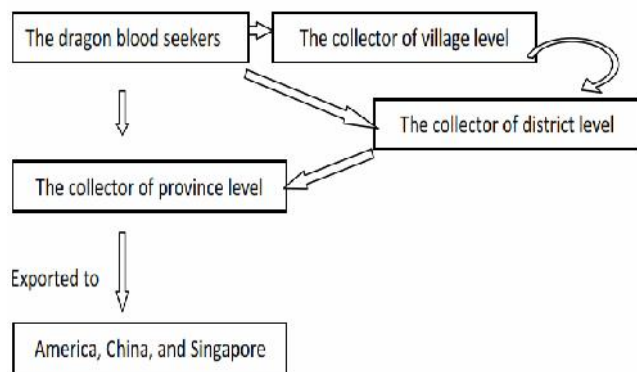 The dragon blood seekers
The collector of village level
The collector of district level
The collector of province level
Exported to
America, China, and Singapore